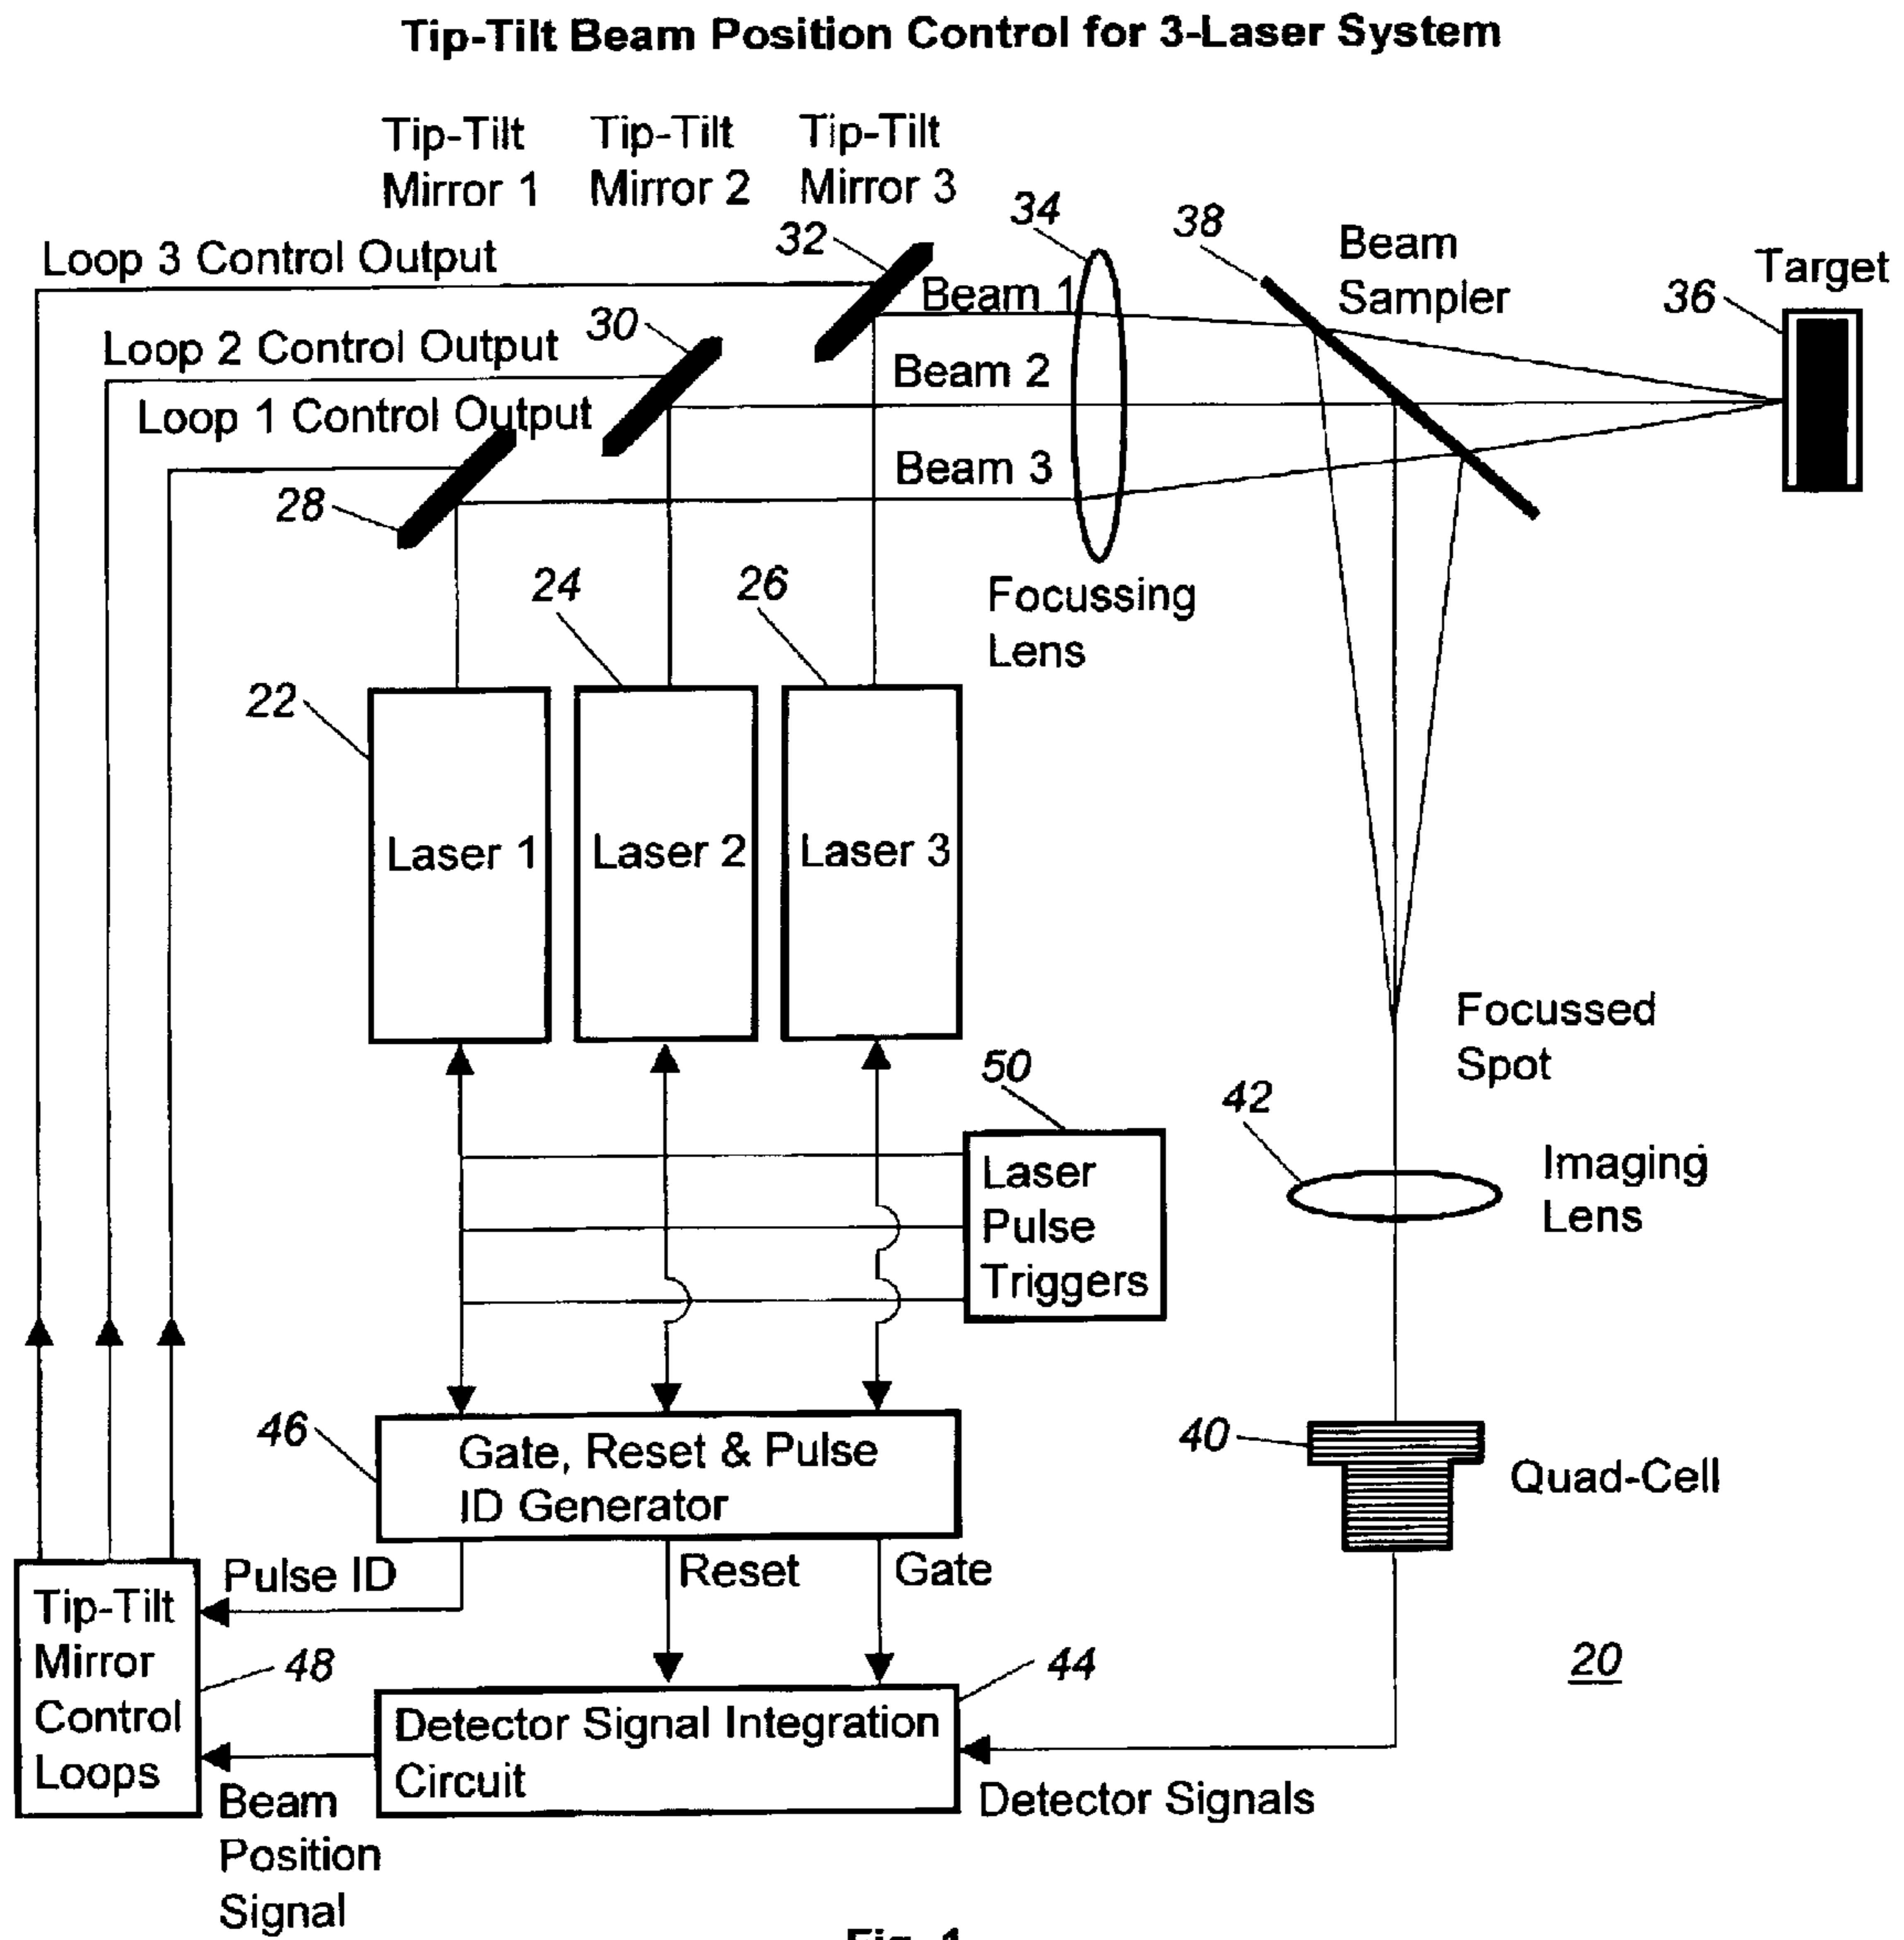 Tip-Tilt Beam Position Control for 3-Laser System
Tip-Tilt
Mirror 1
Tip-Tilt
Mirror 2
Tip-Tilt
Mirror 3
32
34
38
Beam
Sampler
Target
36
Loop 3 Control Output
Beam 1
30
Loop 2 Control Output
Beam 2
Loop 1 Control Output
Beam 3
28
24
26
Focussing
Lens
22
Laser 1
Laser 2
Laser 3
Focussed
Spot
50
42
Laser
Pulse
Triggers
Imaging
Lens
46
Gate, Reset & Pulse
ID Generator
40
Quad-Cell
Pulse ID
Reset
Gate
Tip-Tilt
Mirror
Control
Loops
48
44
20
Detector Signal Integration
Circuit
Beam
Position
Signal
Detector Signals
Fig. 1